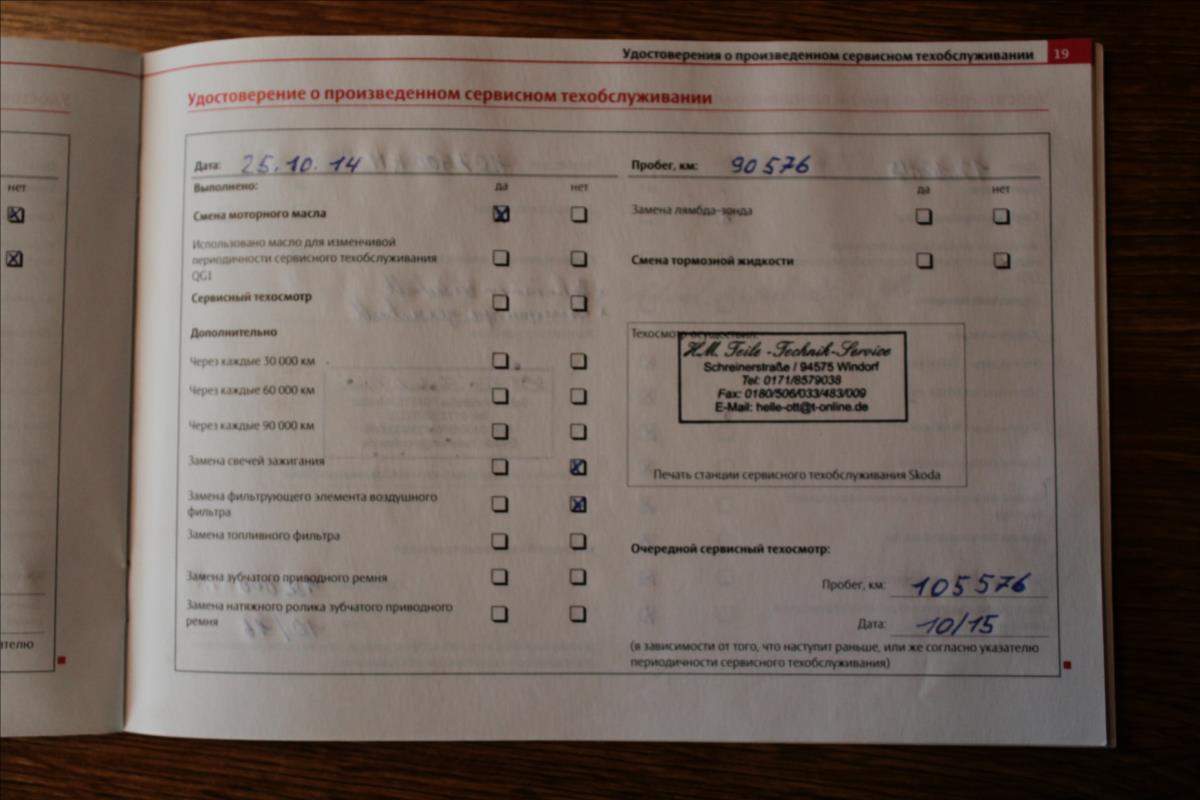 Удостоверения о произведенном сервисном техобслуживании 19
Удостоверение о произведенном сервисном техобслуживании
Дата: 25.10.14
Выполнено: да нет
Смена моторного масла
Использовано масло для изменчивой
периодичности сервисного техобслуживания
QG1
Сервисный техосмотр
Дополнительно
Через каждые 30 000 км
Через каждые 60 000 км
Через каждые 90 000 км
Замена свечей зажигания
Замена фильтрующего элемента воздушного
фильтра
Замена топливного фильтра
Замена зубчатого приводного ремня
Замена натяжного ролика зубчатого приводного
ремня
Пробег, км: 90576
да нет
Замена лямбда-зонда
Смена тормозной жидкости
Техосмотр осуществил:
H.M. Teile-Technik-Service
Schreinerstraße / 94575 Windorf
Tel: 0171/8579038
Fax: 0180/506/033/483/009
E-Mail: helle-ott@t-online.de
Печать станции сервисного техобслуживания Skoda
Очередной сервисный техосмотр:
Пробег, км: 105576
Дата: 10/15
(в зависимости от того, что наступит раньше, или же согласно указателю
периодичности сервисного техобслуживания)
нет